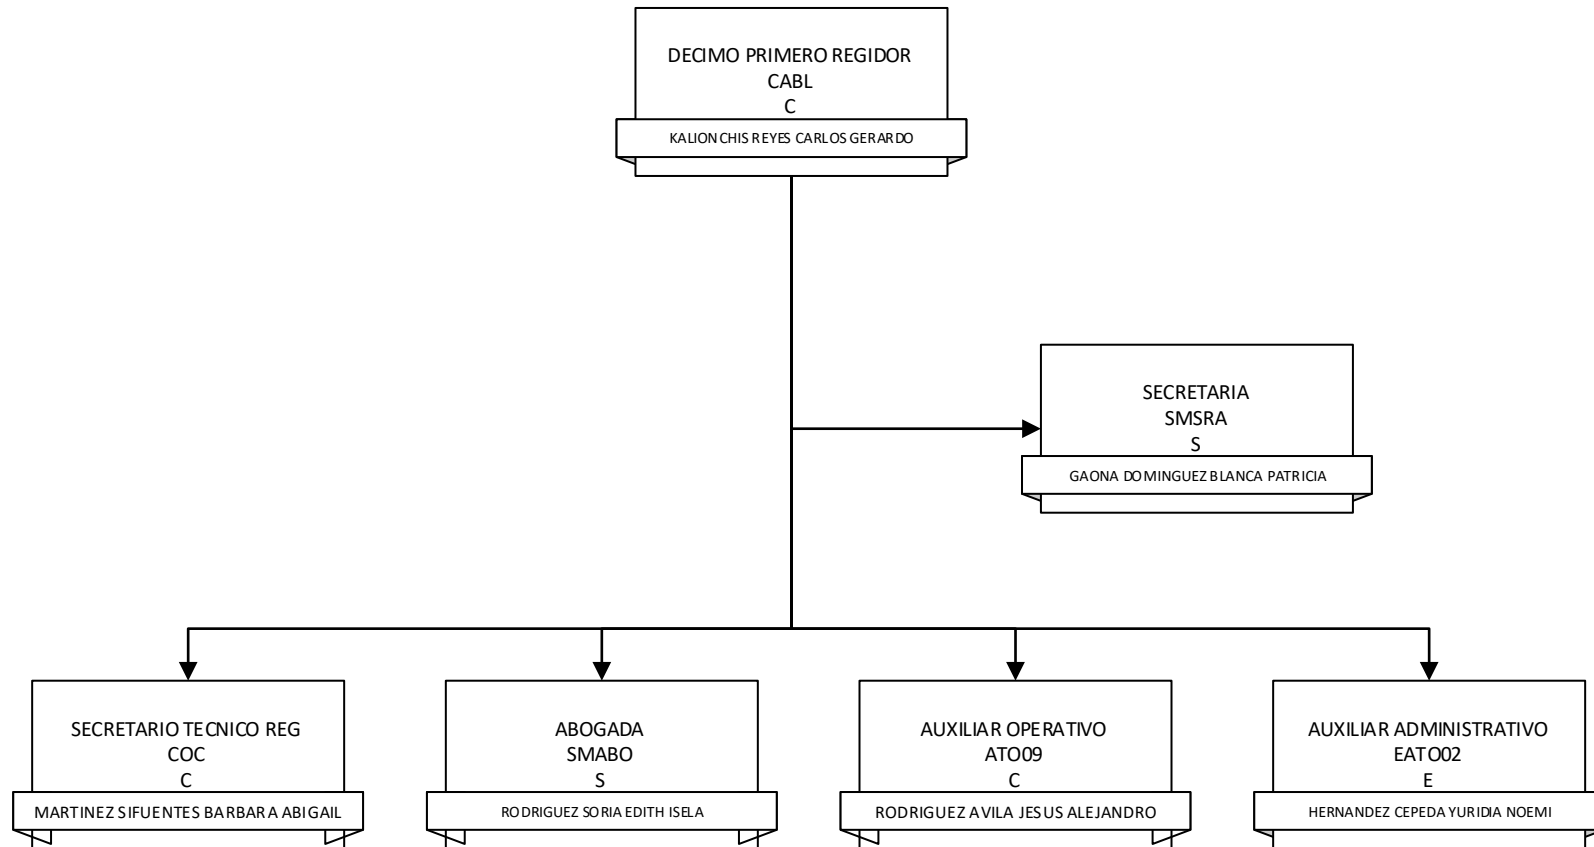 DECIMO PRIMERO REGIDOR
CABL
C
KALIONCHIS REYES CARLOS GERARDO
SECRETARIA
SMSRA
S
GAONA DOMINGUEZ BLANCA PATRICIA
SECRETARIO TECNICO REG
COC
C
MARTINEZ SIFUENTES BARBARA ABIGAIL
ABOGADA
SMABO
S
RODRIGUEZ SORIA EDITH ISELA
AUXILIAR OPERATIVO
ATO09
C
RODRIGUEZ AVILA JESUS ALEJANDRO
AUXILIAR ADMINISTRATIVO
EATO02
E
HERNANDEZ CEPEDA YURIDIA NOEMI